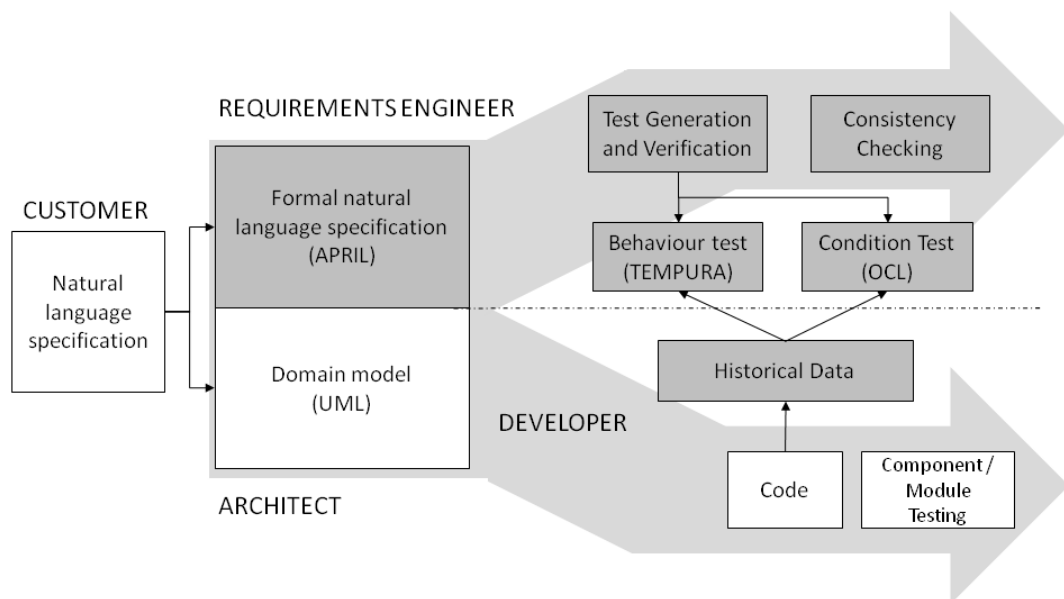 REQUIREMENTS ENGINEER
Test Generation
and Verification
Consistency
Checking
CUSTOMER
Formal natural
language specification
(APRIL)
Natural
language
specification
Behaviour test
(TEMPURA)
Condition Test
(OCL)
Domain model
(UML)
Historical Data
DEVELOPER
ARCHITECT
Code
Component /
Module
Testing